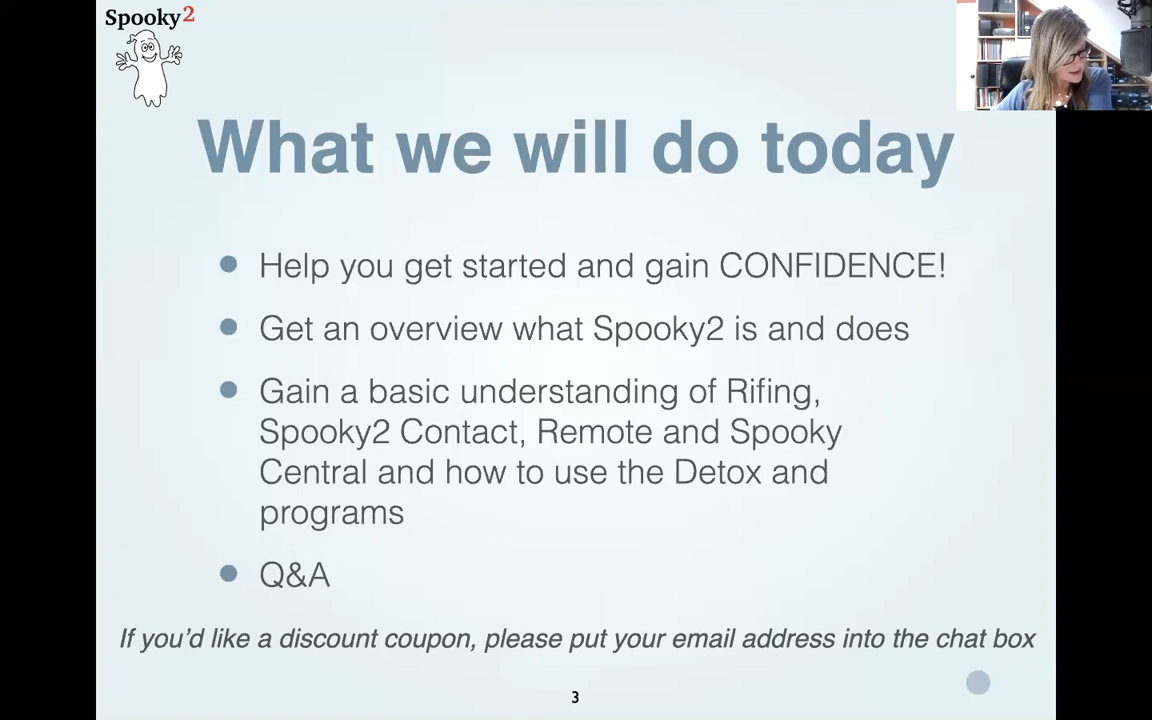 Spooky2
What we will do today
Help you get started and gain CONFIDENCE!
Get an overview what Spooky2 is and does
Gain a basic understanding of Rifing,
Spooky2 Contact, Remote and Spooky
Central and how to use the Detox and
programs
Q&A
If you’d like a discount coupon, please put your email address into the chat box
3